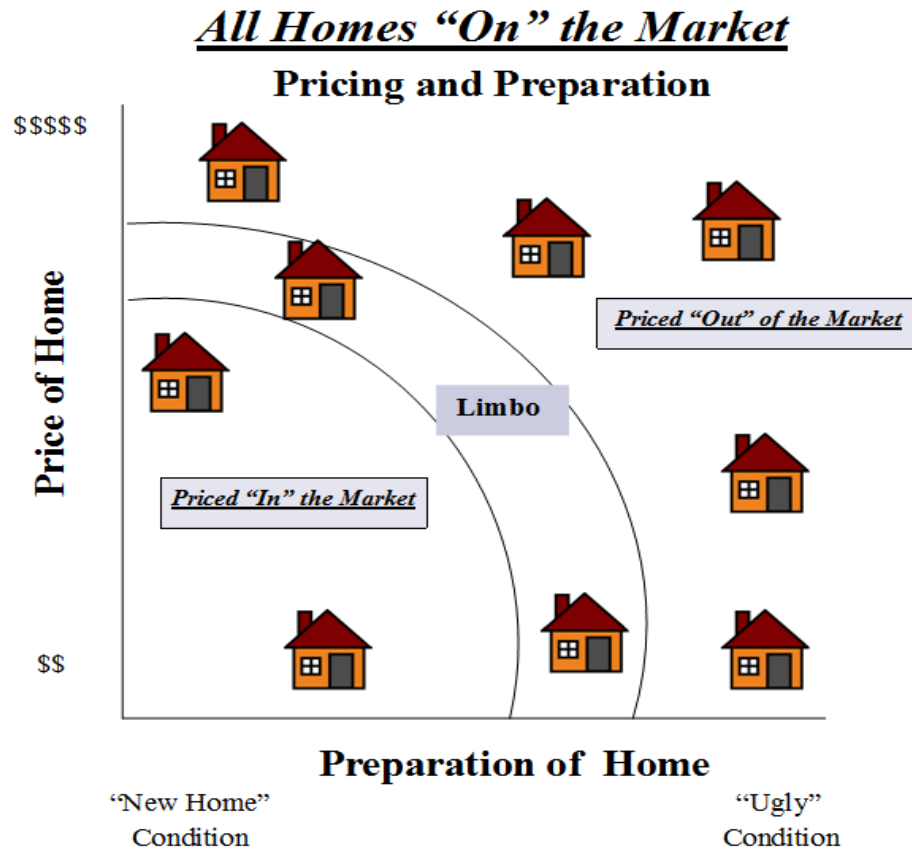 All Homes “On” the Market
Pricing and Preparation
$$$$$
Price of Home
Priced “Out” of the Market
Limbo
Priced “In” the Market
$$
Preparation of Home
“New Home”
Condition
“Ugly”
Condition